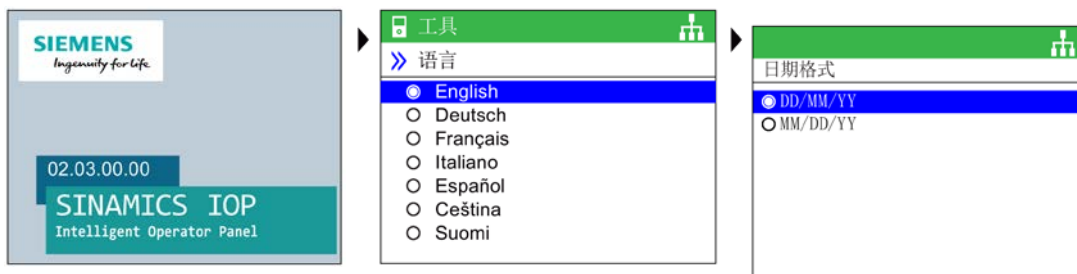 SIEMENS
Ingenuity for life
02.03.00.00
SINAMICS IOP
Intelligent Operator Panel
工具
语言
English
Deutsch
Français
Italiano
Español
Ceština
Suomi
日期格式
DD/MM/YY
MM/DD/YY